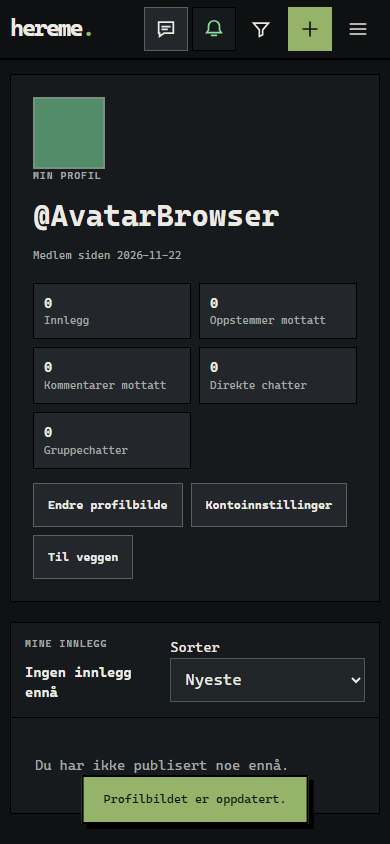 hereme.
MIN PROFIL
@AvatarBrowser
Medlem siden 2026-11-22
0
Innlegg
0
Oppstemmer mottatt
0
Kommentarer mottatt
0
Direkte chatter
0
Gruppechatter
Endre profilbilde
Kontoinnstillinger
Til veggen
MINE INNLEGG
Ingen innlegg
ennå
Sorter
Nyeste
Du har ikke publisert noe ennå.
Profilbildet er oppdatert.